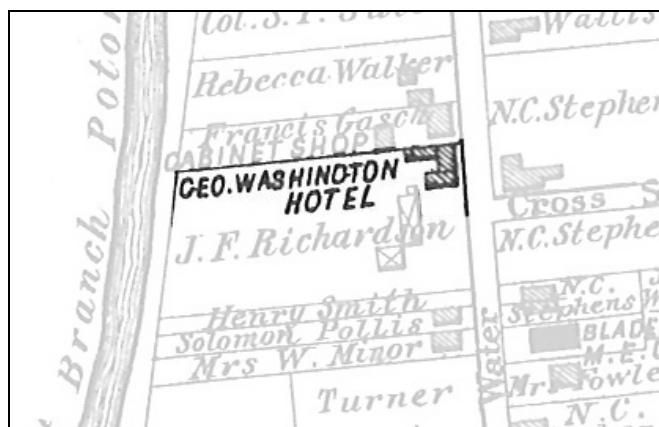 Col. S. T. Sut
Wallis
Rebecca Walker
N.C. Stephen
Francis Gasch
CABINET SHOP
GEO. WASHINGTON
HOTEL
Cross S
J. F. Richardson
N.C. Stephe
N.C.
Henry Smith
Stephens W
Solomon Pollis
BLADE
Mrs W. Minor
M.E.
Mrs Fowle
Turner
N.C.
Water
Branch Poto